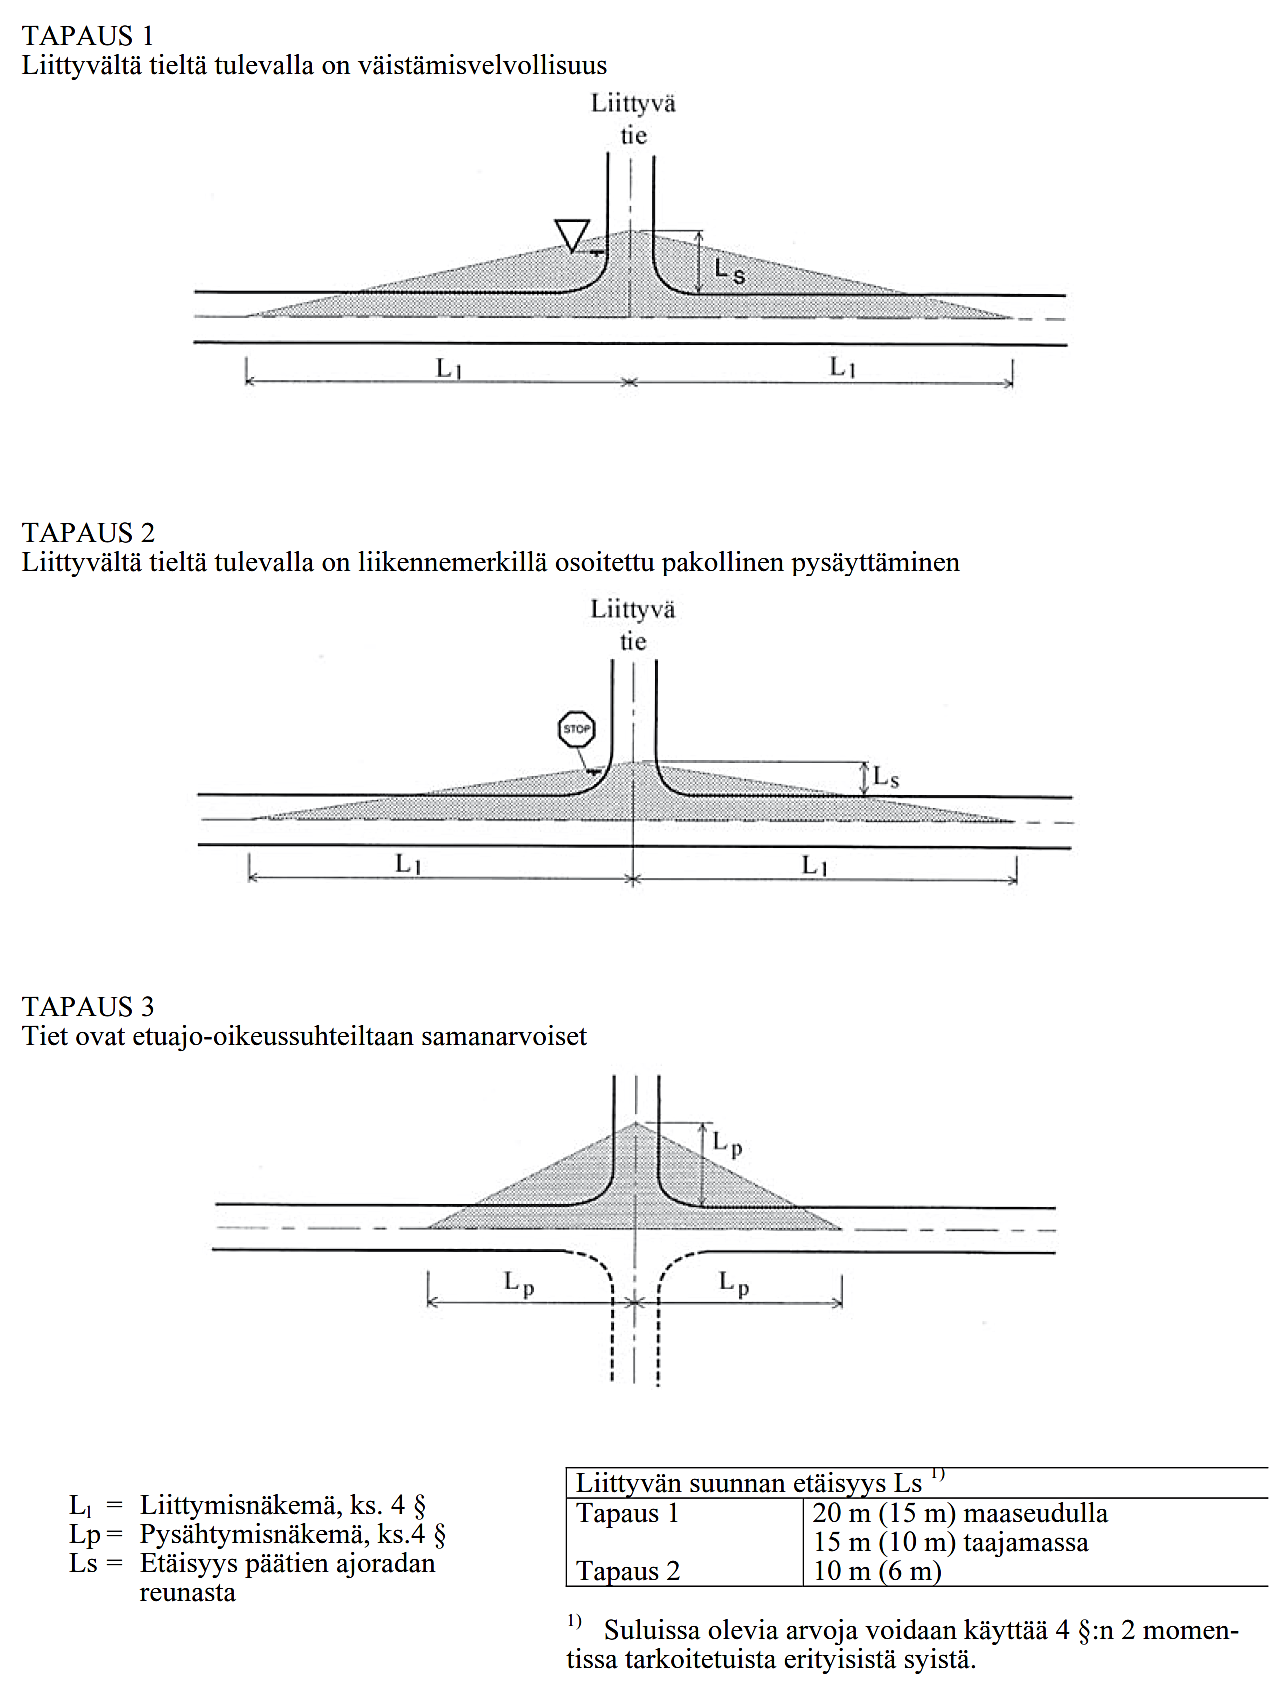 TAPAUS 1
Liittyvältä tieltä tulevalla on väistämisvelvollisuus
Liittyvä
tie
Ls
L1
L1
TAPAUS 2
Liittyvältä tieltä tulevalla on liikennemerkillä osoitettu pakollinen pysäyttäminen
Liittyvä
tie
STOP
Ls
L1
L1
TAPAUS 3
Tiet ovat etuajo-oikeussuhteiltaan samanarvoiset
Lp
Lp
Lp
Ll = Liittymisnäkemä, ks. 4 §
Lp = Pysähtymisnäkemä, ks.4 §
Ls = Etäisyys päätien ajoradan
reunasta
Liittyvän suunnan etäisyys Ls 1)
Tapaus 1 20 m (15 m) maaseudulla
15 m (10 m) taajamassa
Tapaus 2 10 m (6 m)
1) Suluissa olevia arvoja voidaan käyttää 4 §:n 2 momen-
tissa tarkoitetuista erityisistä syistä.